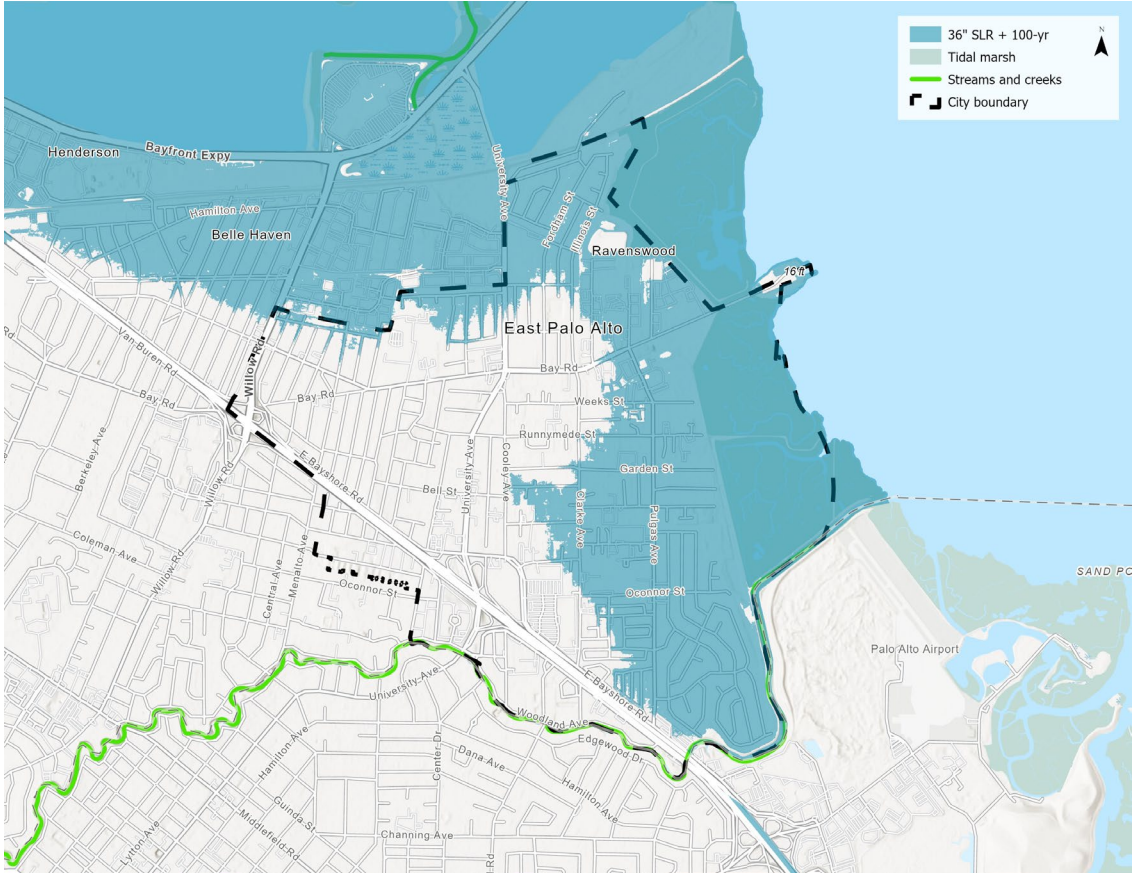 36" SLR + 100-yr
Tidal marsh
Streams and creeks
City boundary
N
Henderson
Bayfront Expy
University Ave
Hamilton Ave
Belle Haven
Fordham St
Illinois St
Ravenswood
16 ft
East Palo Alto
Van Buren Rd
Willow Rd
Bay Rd
Bay Rd
Bay Rd
Weeks St
Runnymede St
Berkeley Ave
E Bayshore Rd
University Ave
Cooley Ave
Garden St
Willow Rd
Bell St
Clarke Ave
Pulgas Ave
Coleman Ave
Willow Rd
Central Ave
Menalto Ave
Oconnor St
Oconnor St
SAND PO
Palo Alto Airport
University Ave
E Bayshore Rd
Woodland Ave
Edgewood Dr
Hamilton Ave
Center Dr
Dana Ave
Hamilton Ave
Guinda St
Middlefield Rd
Lytton Ave
Channing Ave
Rd